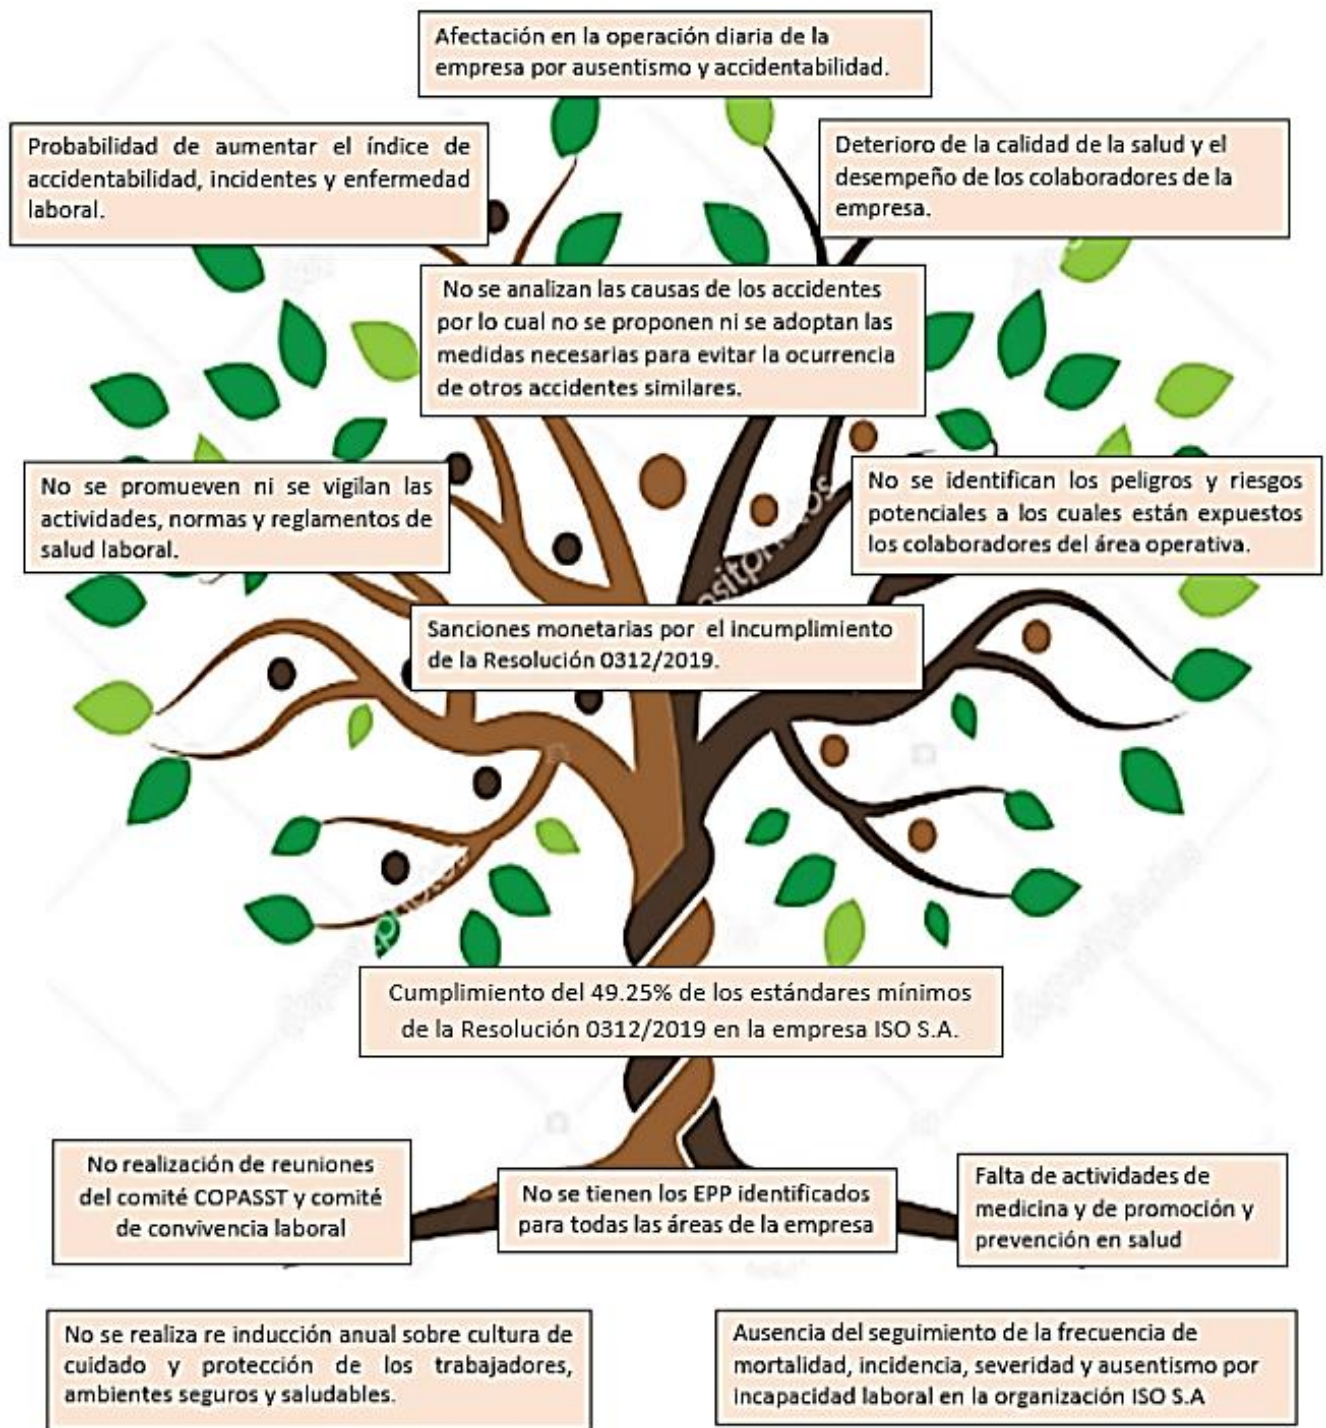 Afectación en la operación diaria de la
empresa por ausentismo y accidentabilidad.
Probabilidad de aumentar el índice de
accidentabilidad, incidentes y enfermedad
laboral.
Deterioro de la calidad de la salud y el
desempeño de los colaboradores de la
empresa.
No se analizan las causas de los accidentes
por lo cual no se proponen ni se adoptan las
medidas necesarias para evitar la ocurrencia
de otros accidentes similares.
No se promueven ni se vigilan las
actividades, normas y reglamentos de
salud laboral.
No se identifican los peligros y riesgos
potenciales a los cuales están expuestos
los colaboradores del área operativa.
Sanciones monetarias por el incumplimiento
de la Resolución 0312/2019.
Cumplimiento del 49.25% de los estándares mínimos
de la Resolución 0312/2019 en la empresa ISO S.A.
No realización de reuniones
del comité COPASST y comité
de convivencia laboral
No se tienen los EPP identificados
para todas las áreas de la empresa
Falta de actividades de
medicina y de promoción y
prevención en salud
No se realiza re inducción anual sobre cultura de
cuidado y protección de los trabajadores,
ambientes seguros y saludables.
Ausencia del seguimiento de la frecuencia de
mortalidad, incidencia, severidad y ausentismo por
incapacidad laboral en la organización ISO S.A